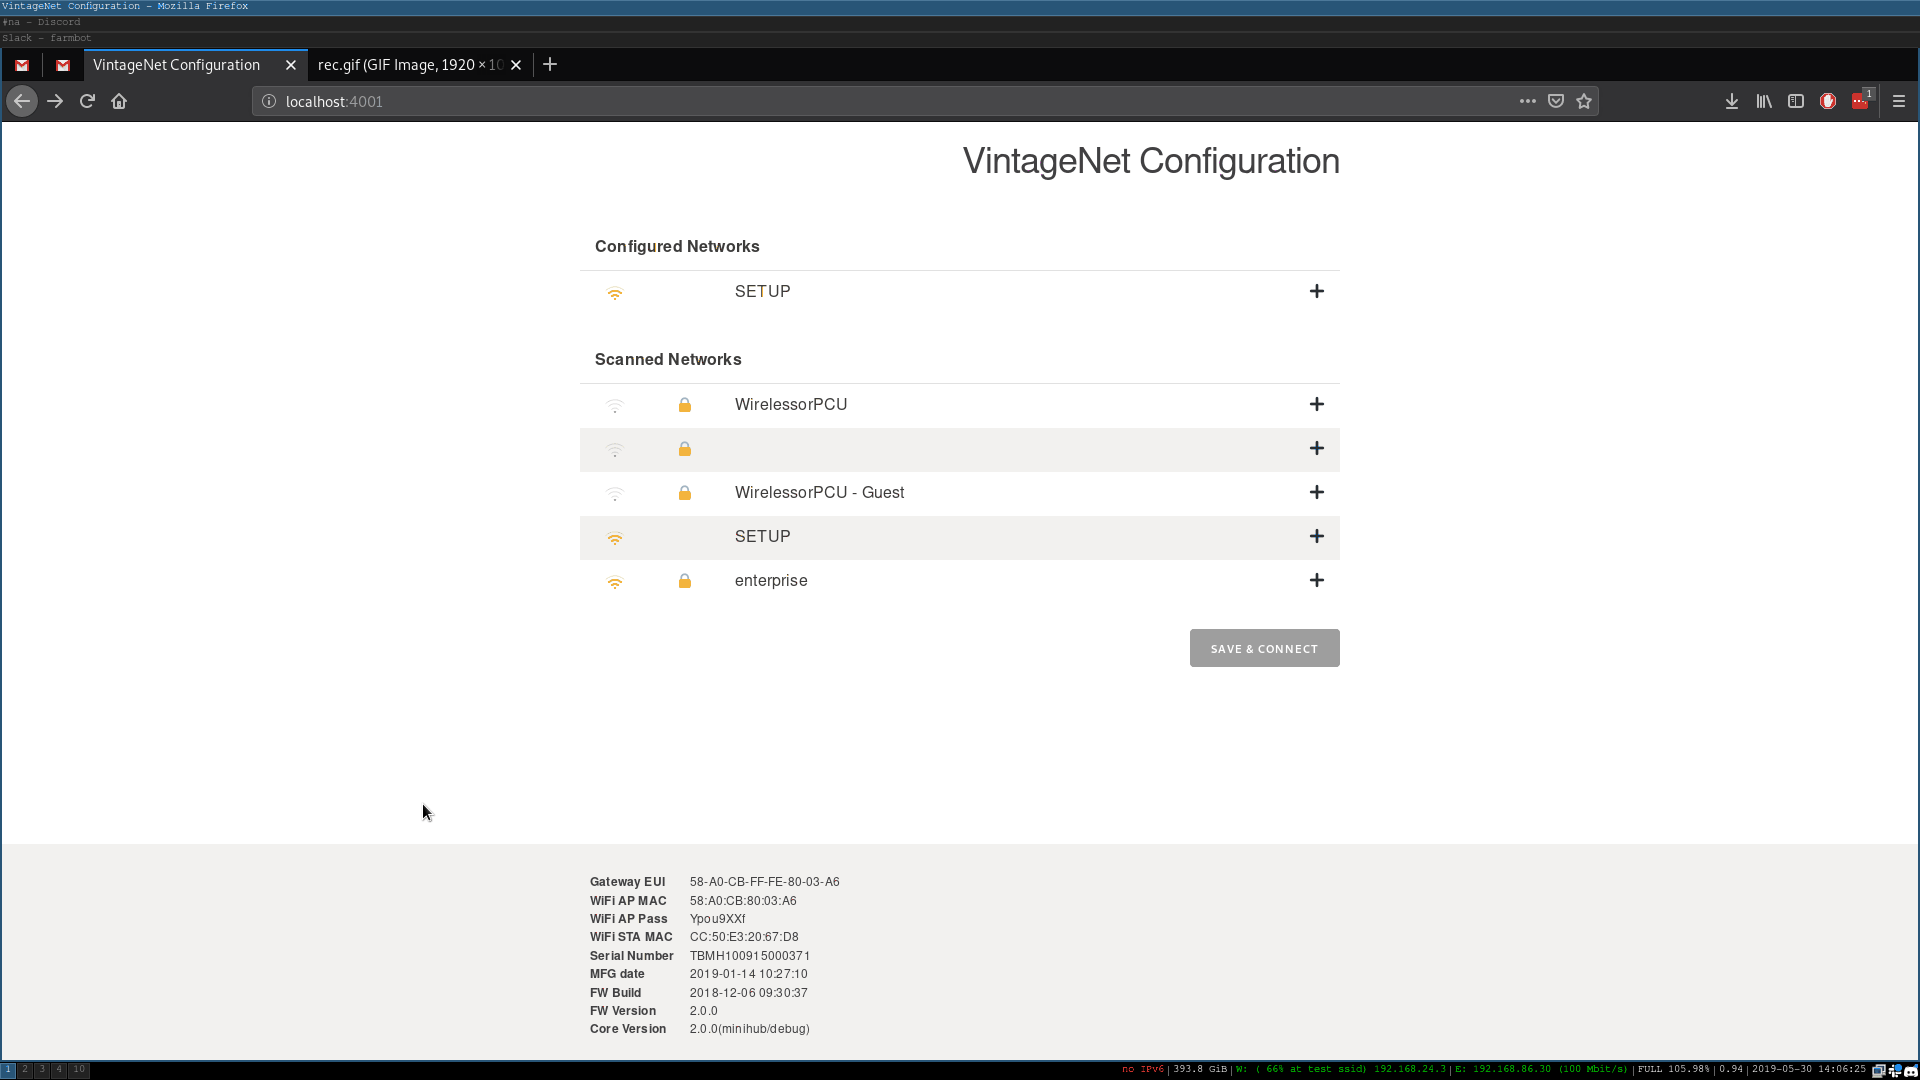 VintageNet Configuration - Mozilla Firefox
#na - Discord
Slack - farmbot
VintageNet Configuration
rec.gif (GIF Image, 1920 × 10
localhost:4001
1
VintageNet Configuration
Configured Networks
SETUP
Scanned Networks
WirelessorPCU
WirelessorPCU - Guest
SETUP
enterprise
SAVE & CONNECT
Gateway EUI 58-A0-CB-FF-FE-80-03-A6
WiFi AP MAC 58:A0:CB:80:03:A6
WiFi AP Pass Ypou9XXf
WiFi STA MAC CC:50:E3:20:67:D8
Serial Number TBMH100915000371
MFG date 2019-01-14 10:27:10
FW Build 2018-12-06 09:30:37
FW Version 2.0.0
Core Version 2.0.0(minihub/debug)
1 2 3 4 10 no IPv6|393.8 GiB|W: ( 66% at test ssid) 192.168.24.3|E: 192.168.86.30 (100 Mbit/s)|FULL 105.98%|0.94|2019-05-30 14:06:25